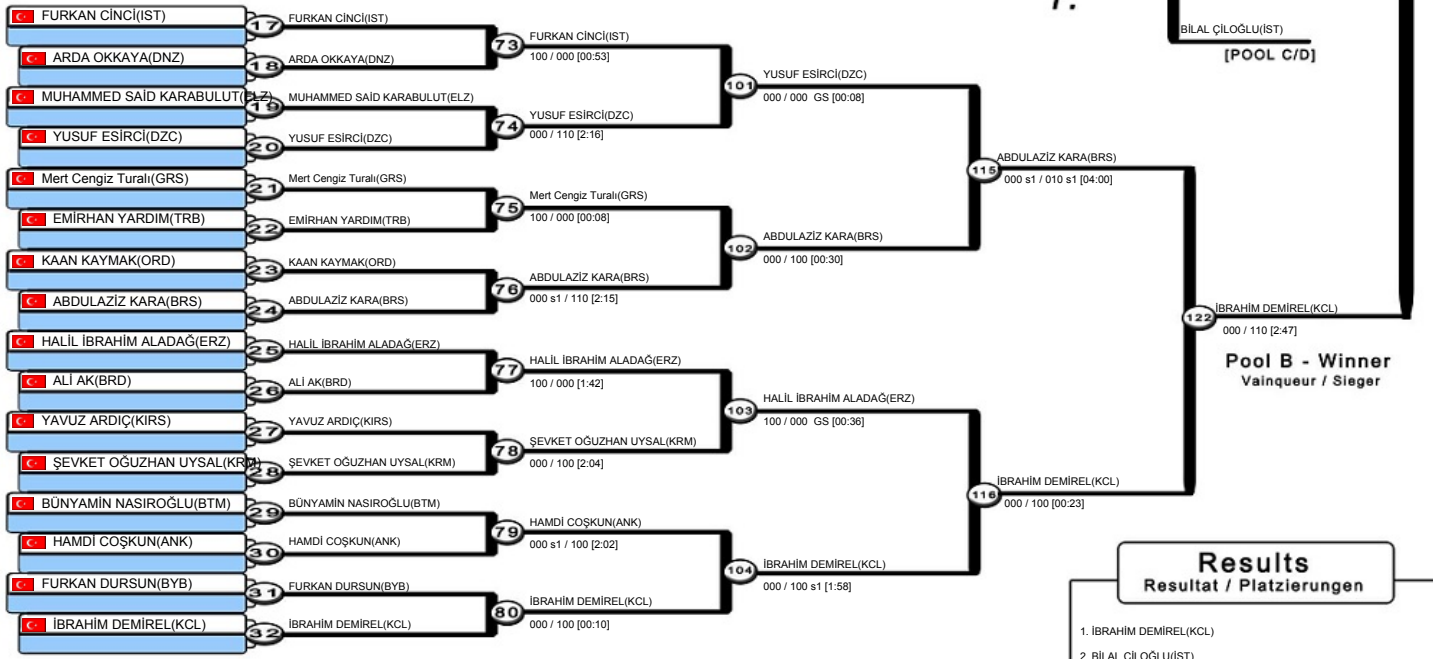 FURKAN CİNCİ(IST)
ARDA OKKAYA(DNZ)
MUHAMMED SAİD KARABULUT(ELZ)
YUSUF ESİRCİ(DZC)
Mert Cengiz Turalı(GRS)
EMİRHAN YARDIM(TRB)
KAAN KAYMAK(ORD)
ABDULAZİZ KARA(BRS)
HALİL İBRAHİM ALADAĞ(ERZ)
ALİ AK(BRD)
YAVUZ ARDIÇ(KIRS)
ŞEVKET OĞUZHAN UYSAL(KRM)
BÜNYAMİN NASIROĞLU(BTM)
HAMDİ COŞKUN(ANK)
FURKAN DURSUN(BYB)
İBRAHİM DEMİREL(KCL)
17
18
19
20
21
22
23
24
25
26
27
28
29
30
31
32
FURKAN CİNCİ(IST)
ARDA OKKAYA(DNZ)
MUHAMMED SAİD KARABULUT(ELZ)
YUSUF ESİRCİ(DZC)
Mert Cengiz Turalı(GRS)
EMİRHAN YARDIM(TRB)
KAAN KAYMAK(ORD)
ABDULAZİZ KARA(BRS)
HALİL İBRAHİM ALADAĞ(ERZ)
ALİ AK(BRD)
YAVUZ ARDIÇ(KIRS)
ŞEVKET OĞUZHAN UYSAL(KRM)
BÜNYAMİN NASIROĞLU(BTM)
HAMDİ COŞKUN(ANK)
FURKAN DURSUN(BYB)
İBRAHİM DEMİREL(KCL)
73
FURKAN CİNCİ(IST)
100 / 000 [00:53]
74
YUSUF ESİRCİ(DZC)
000 / 110 [2:16]
75
Mert Cengiz Turalı(GRS)
100 / 000 [00:08]
76
ABDULAZİZ KARA(BRS)
000 s1 / 110 [2:15]
77
HALİL İBRAHİM ALADAĞ(ERZ)
100 / 000 [1:42]
78
ŞEVKET OĞUZHAN UYSAL(KRM)
000 / 100 [2:04]
79
HAMDİ COŞKUN(ANK)
000 s1 / 100 [2:02]
80
İBRAHİM DEMİREL(KCL)
000 / 100 [00:10]
101
YUSUF ESİRCİ(DZC)
000 / 000 GS [00:08]
102
ABDULAZİZ KARA(BRS)
000 / 100 [00:30]
103
HALİL İBRAHİM ALADAĞ(ERZ)
100 / 000 GS [00:36]
104
İBRAHİM DEMİREL(KCL)
000 / 100 s1 [1:58]
115
ABDULAZİZ KARA(BRS)
000 s1 / 010 s1 [04:00]
116
İBRAHİM DEMİREL(KCL)
000 / 100 [00:23]
122
İBRAHİM DEMİREL(KCL)
000 / 110 [2:47]
Pool B - Winner
Vainqueur / Sieger
BİLAL ÇİLOĞLU(İST)
[POOL C/D]
Results
Resultat / Platzierungen
1. İBRAHİM DEMİREL(KCL)
2. BİLAL ÇİLOĞLU(İST)